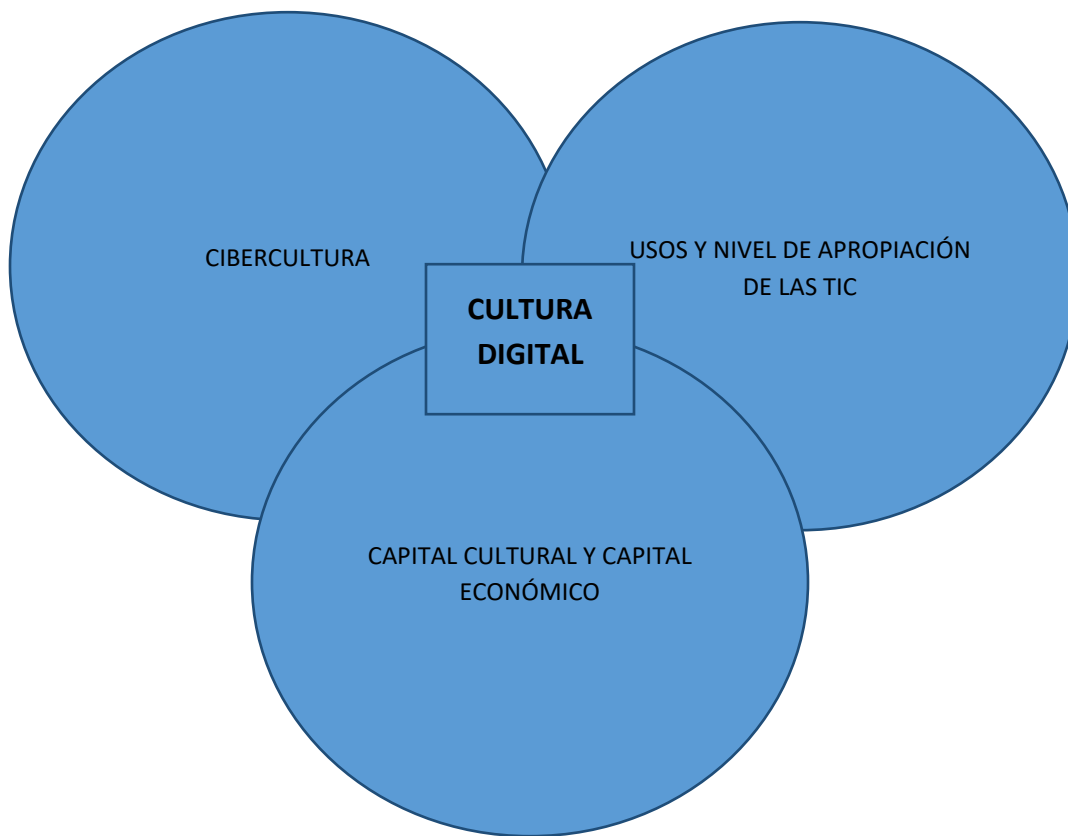 CIBERCULTURA
USOS Y NIVEL DE APROPIACIÓN
DE LAS TIC
CULTURA
DIGITAL
CAPITAL CULTURAL Y CAPITAL
ECONÓMICO